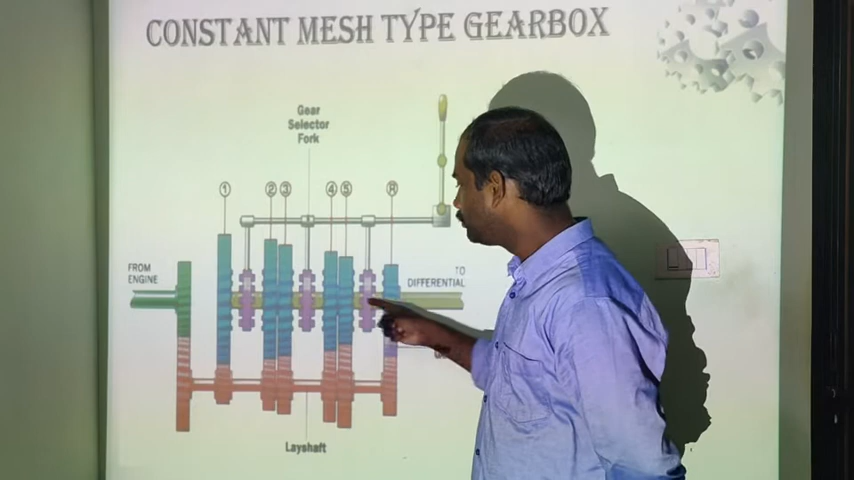 CONSTANT MESH TYPE GEARBOX
Gear
Selector
Fork
1 2 3 4 5 R
FROM
ENGINE
TO
DIFFERENTIAL
Layshaft